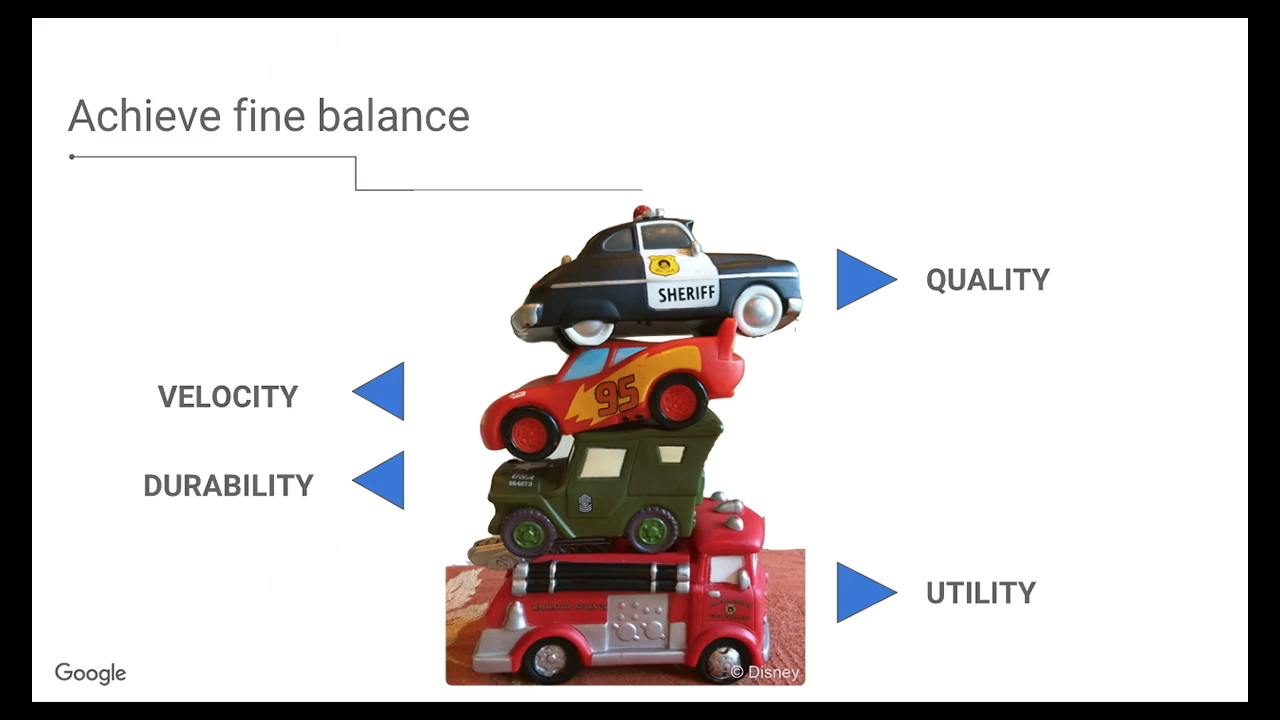 Achieve fine balance
SHERIFF
QUALITY
95
VELOCITY
DURABILITY
UTILITY
Google
© Disney